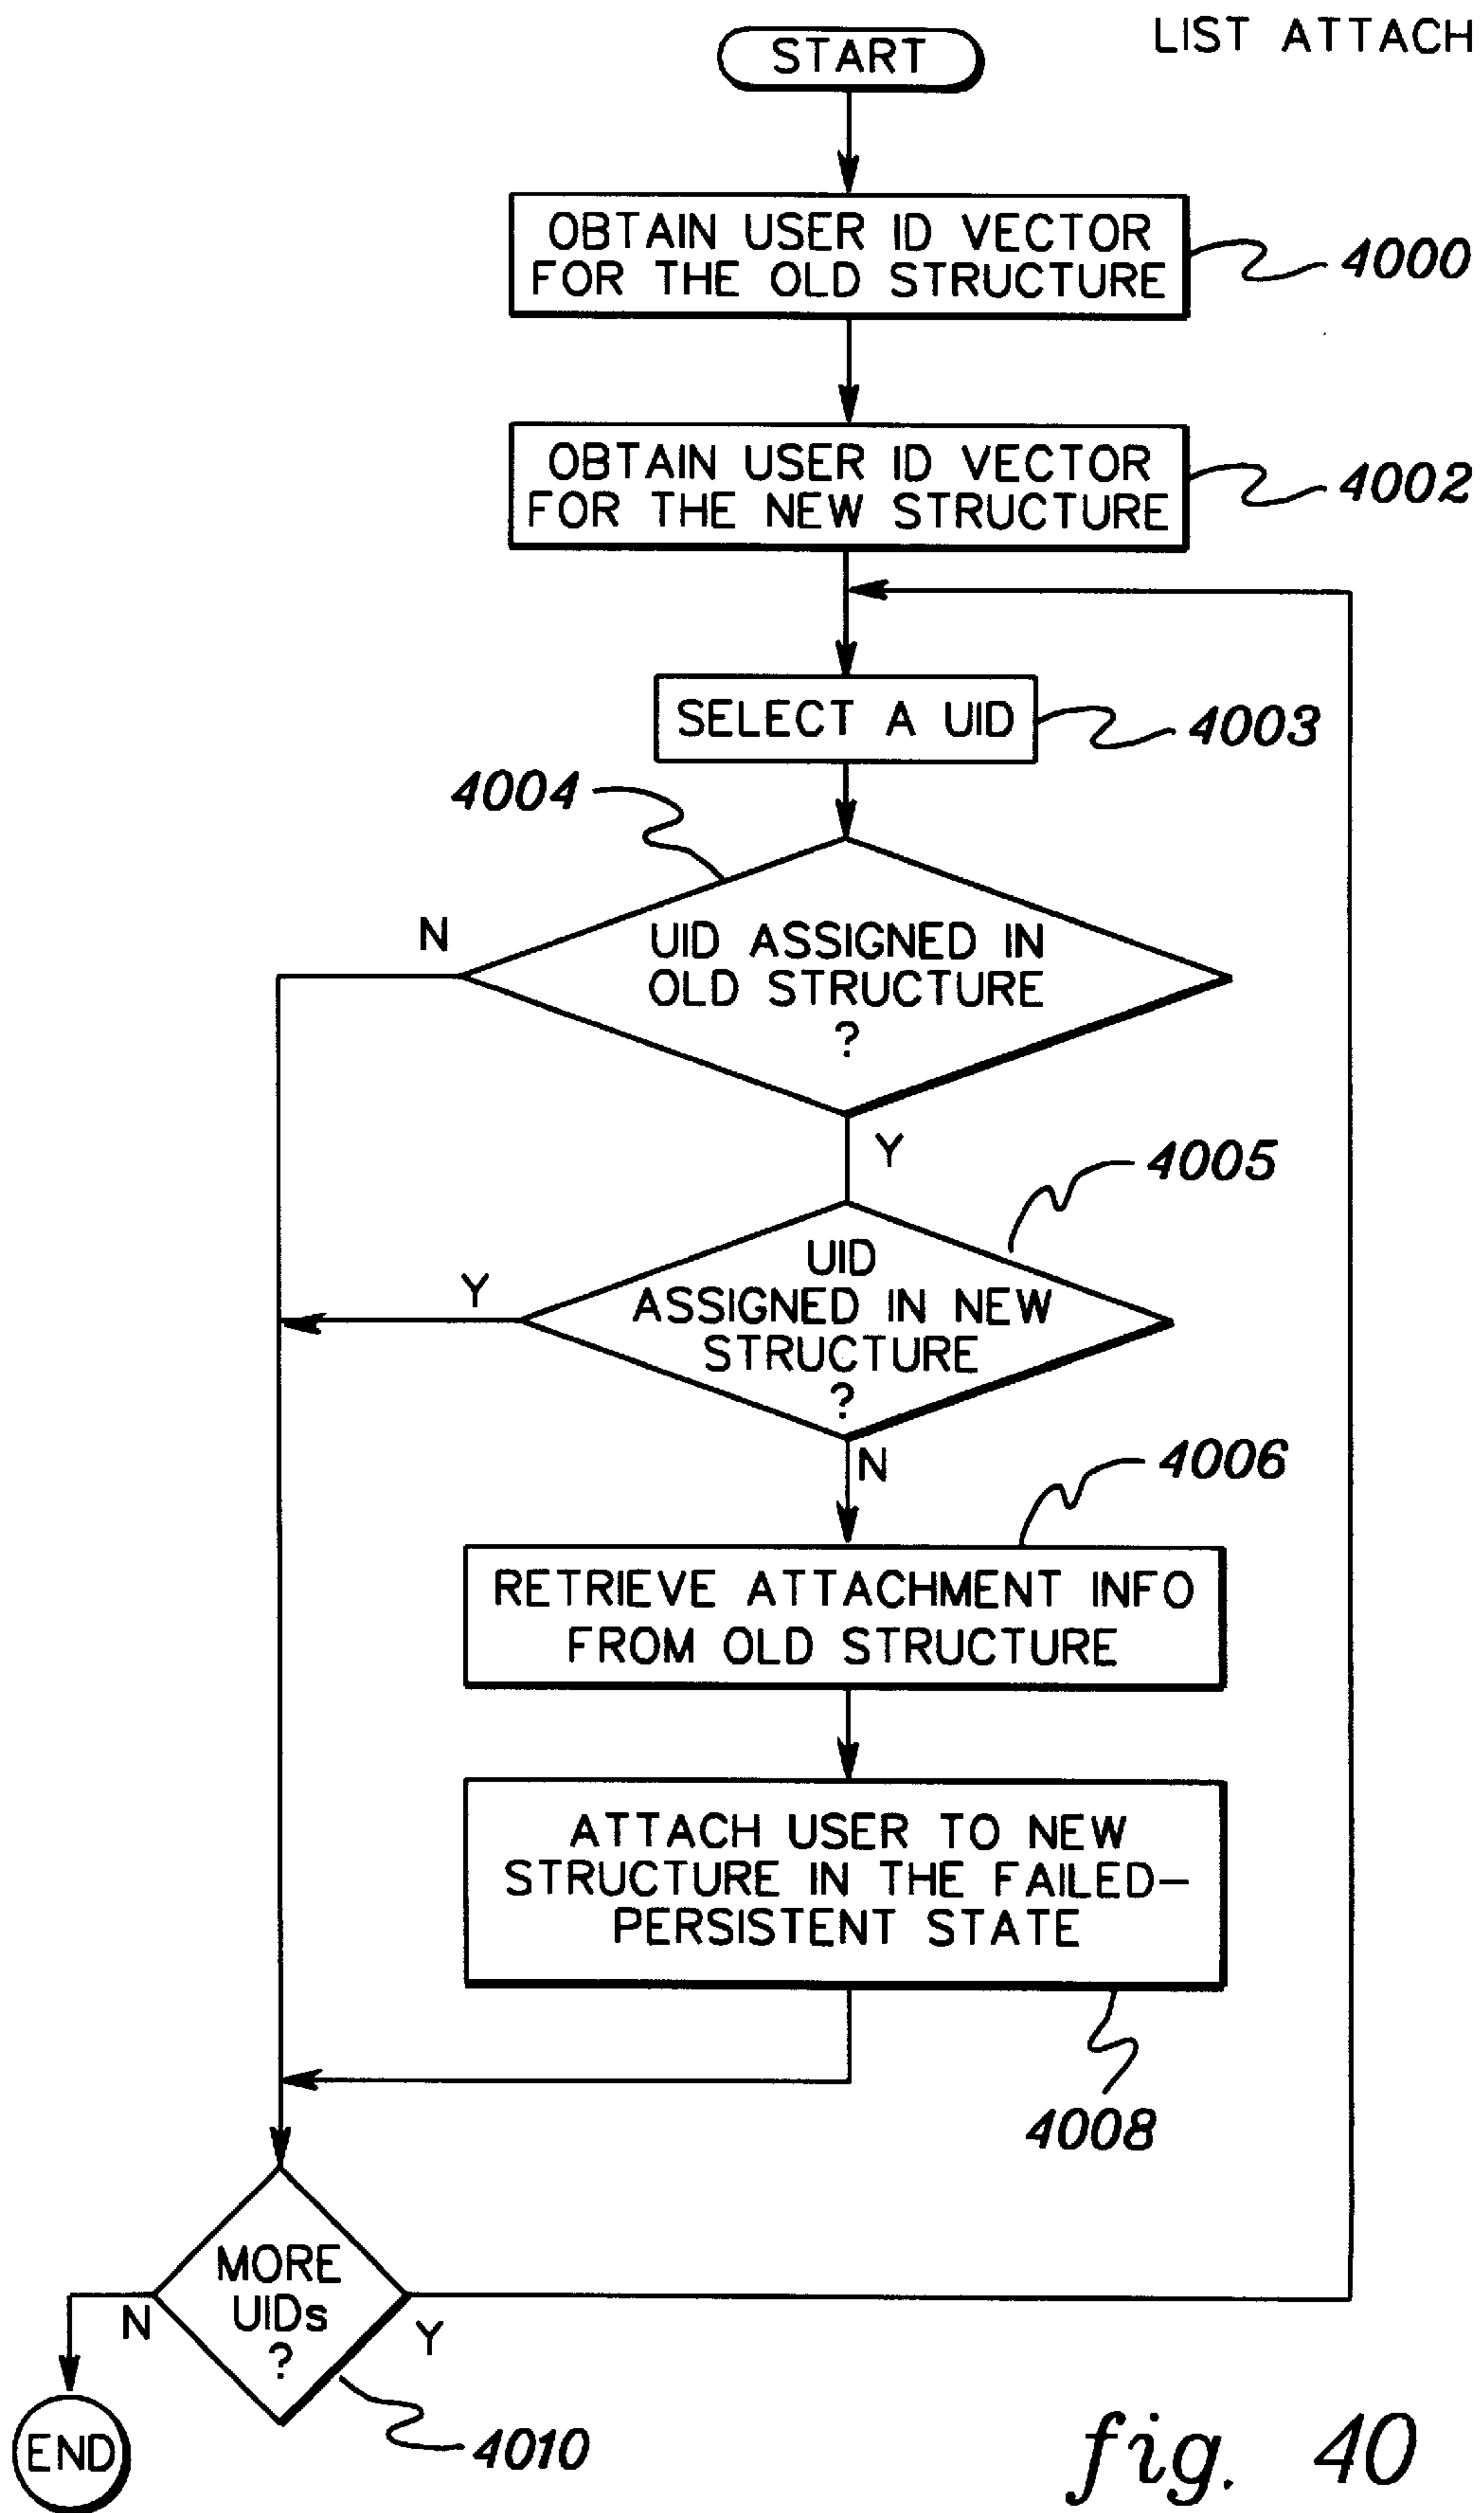 LIST ATTACH
START
OBTAIN USER ID VECTOR
FOR THE OLD STRUCTURE
4000
OBTAIN USER ID VECTOR
FOR THE NEW STRUCTURE
4002
SELECT A UID
4003
4004
N
UID ASSIGNED IN
OLD STRUCTURE
?
Y
4005
UID
ASSIGNED IN NEW
STRUCTURE
?
Y
N
4006
RETRIEVE ATTACHMENT INFO
FROM OLD STRUCTURE
ATTACH USER TO NEW
STRUCTURE IN THE FAILED–
PERSISTENT STATE
4008
MORE
UIDs
?
N
Y
4010
END
fig. 40